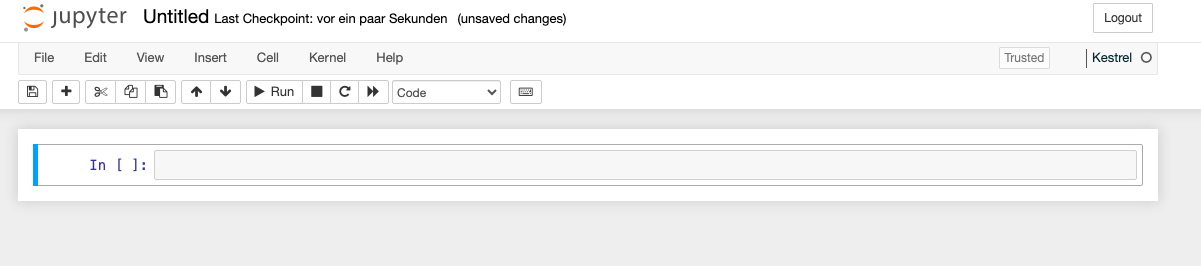 jupyter Untitled Last Checkpoint: vor ein paar Sekunden (unsaved changes) Logout
File Edit View Insert Cell Kernel Help Trusted Kestrel
Run Code
In [ ]: